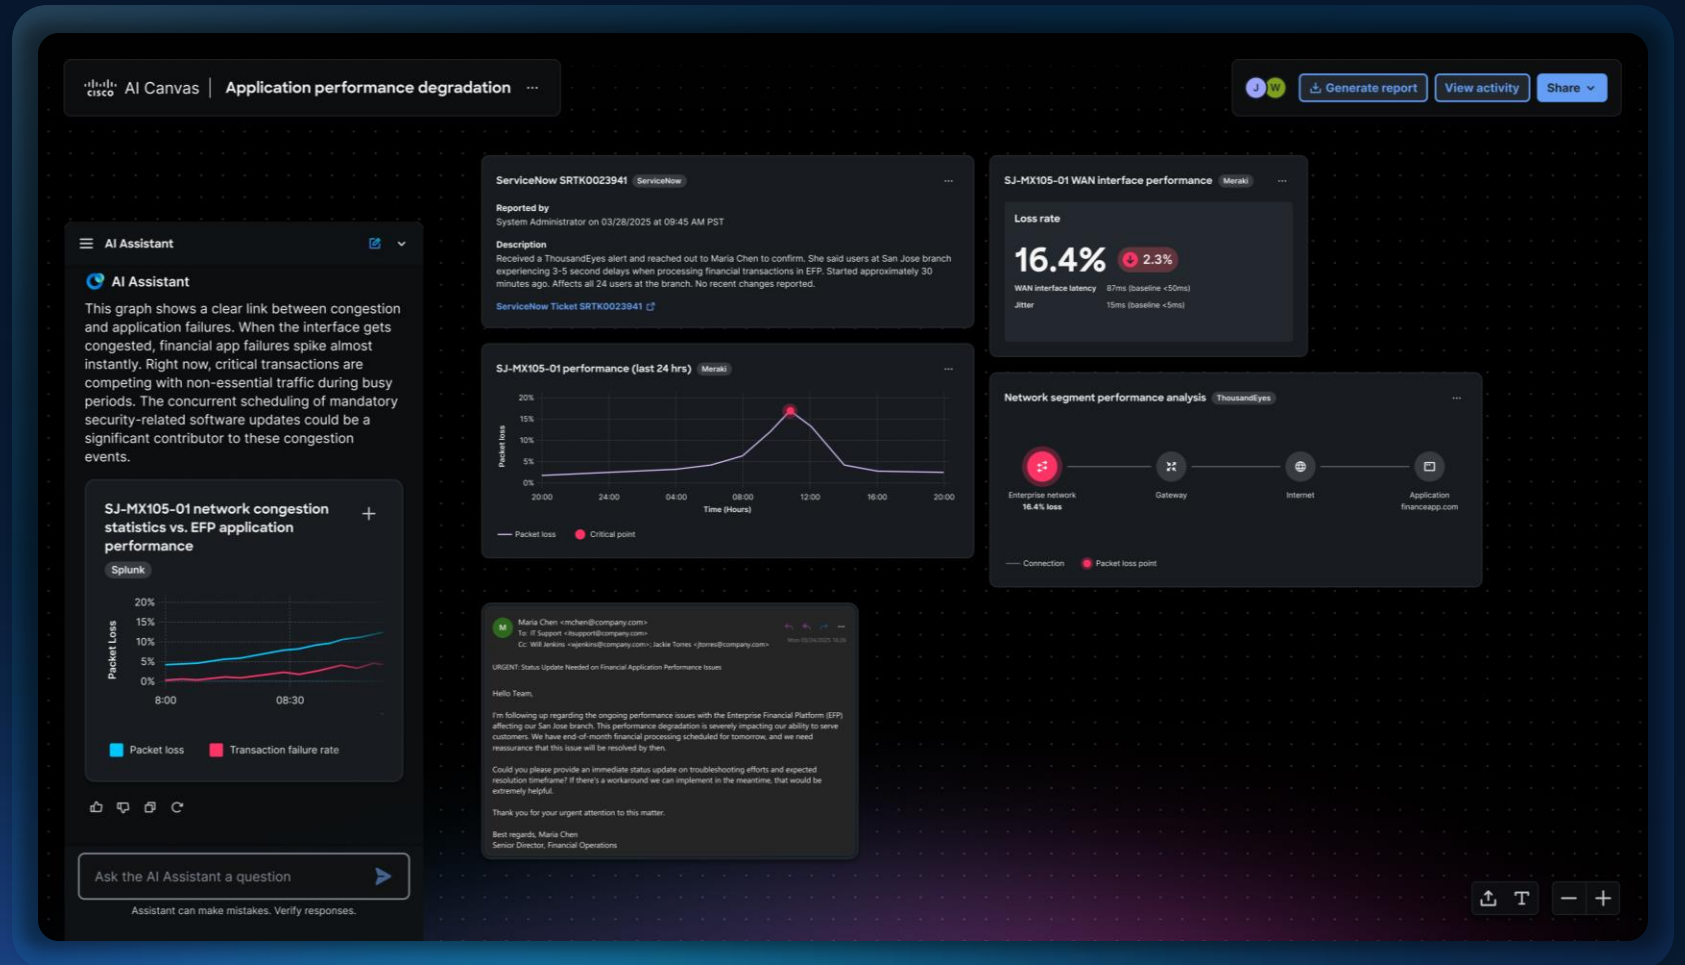 CISCO AI Canvas | Application performance degradation ...
J W Generate report View activity Share
AI Assistant
AI Assistant
This graph shows a clear link between congestion
and application failures. When the interface gets
congested, financial app failures spike almost
instantly. Right now, critical transactions are
competing with non-essential traffic during busy
periods. The concurrent scheduling of mandatory
security-related software updates could be a
significant contributor to these congestion
events.
SJ-MX105-01 network congestion
statistics vs. EFP application
performance
Splunk
Packet Loss
20%
15%
10%
5%
0%
8:00 08:30
Packet loss Transaction failure rate
Ask the AI Assistant a question
Assistant can make mistakes. Verify responses.
ServiceNow SRTK0023941 ServiceNow
Reported by
System Administrator on 03/28/2025 at 09:45 AM PST
Description
Received a ThousandEyes alert and reached out to Maria Chen to confirm. She said users at San Jose branch
experiencing 3-5 second delays when processing financial transactions in EFP. Started approximately 30
minutes ago. Affects all 24 users at the branch. No recent changes reported.
ServiceNow Ticket SRTK0023941
SJ-MX105-01 performance (last 24 hrs) Meraki
Packet loss
20%
15%
10%
5%
0%
20:00 24:00 04:00 08:00 12:00 16:00 20:00
Time (Hours)
Packet loss Critical point
M
Maria Chen <mchen@company.com>
To: IT Support <itsupport@company.com>
Cc: Will Jenkins <wjenkins@company.com>; Jackie Torres <jtorres@company.com>
URGENT: Status Update Needed on Financial Application Performance Issues
Hello Team,
I'm following up regarding the ongoing performance issues with the Enterprise Financial Platform (EFP)
affecting our San Jose branch. This performance degradation is severely impacting our ability to serve
customers. We have end-of-month financial processing scheduled for tomorrow, and we need
reassurance that this issue will be resolved by then.
Could you please provide an immediate status update on troubleshooting efforts and expected
resolution timeframe? If there's a workaround we can implement in the meantime, that would be
extremely helpful.
Thank you for your urgent attention to this matter.
Best regards, Maria Chen
Senior Director, Financial Operations
SJ-MX105-01 WAN interface performance Meraki
Loss rate
16.4% 2.3%
WAN interface latency 87ms (baseline <50ms)
Jitter 15ms (baseline <5ms)
Network segment performance analysis ThousandEyes
Enterprise network Gateway Internet Application
16.4% loss financeapp.com
Connection Packet loss point